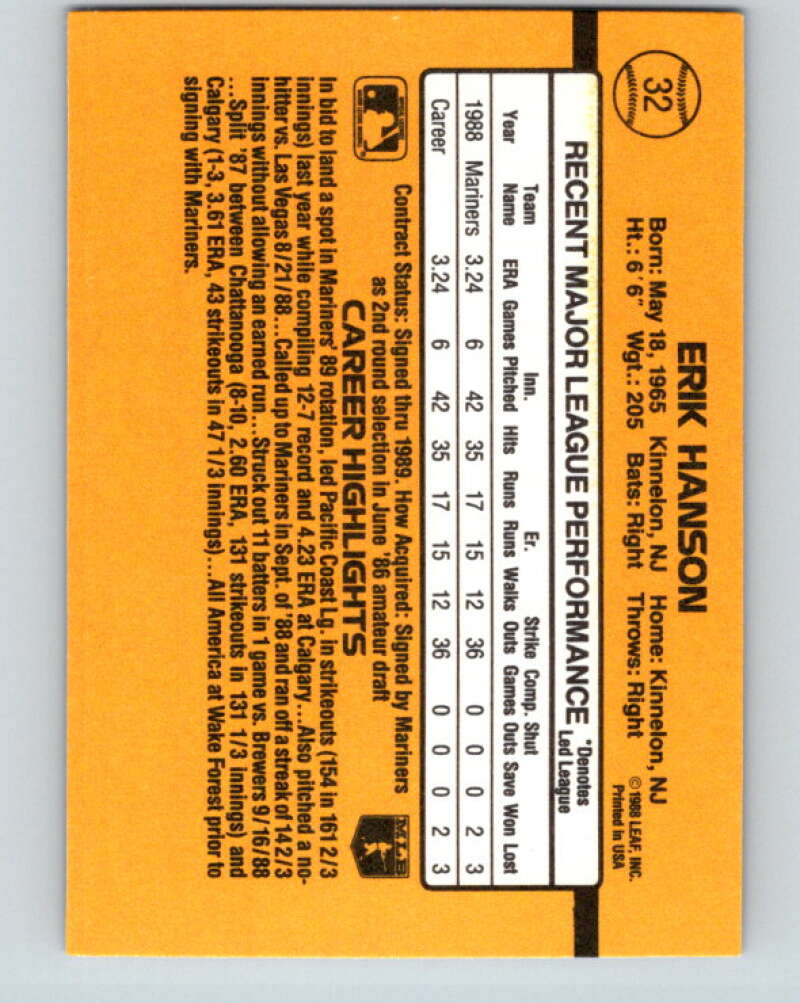 32
ERIK HANSON
Born: May 18, 1965 Kinnelon, NJ Home: Kinnelon, NJ
Ht.: 6'6" Wgt.: 205 Bats: Right Throws: Right
© 1988 LEAF, INC.
Printed in USA
RECENT MAJOR LEAGUE PERFORMANCE *Denotes
Led League
Team Inn. Er. Strike Comp. Shut
Year Name ERA Games Pitched Hits Runs Runs Walks Outs Games Outs Save Won Lost
1988 Mariners 3.24 6 42 35 17 15 12 36 0 0 0 2 3
Career 3.24 6 42 35 17 15 12 36 0 0 0 2 3
Contract Status: Signed thru 1989. How Acquired: Signed by Mariners
as 2nd round selection in June '86 amateur draft
MLB
CAREER HIGHLIGHTS
In bid to land a spot in Mariners' 89 rotation, led Pacific Coast Lg. in strikeouts (154 in 161 2/3
innings) last year while compiling 12-7 record and 4.23 ERA at Calgary...Also pitched a no-
hitter vs. Las Vegas 8/21/88...Called up to Mariners in Sept. of '88 and ran off a streak of 14 2/3
innings without allowing an earned run...Struck out 11 batters in 1 game vs. Brewers 9/16/88
...Split '87 between Chattanooga (8-10, 2.60 ERA, 131 strikeouts in 131 1/3 innings) and
Calgary (1-3, 3.61 ERA, 43 strikeouts in 47 1/3 innings)...All America at Wake Forest prior to
signing with Mariners.